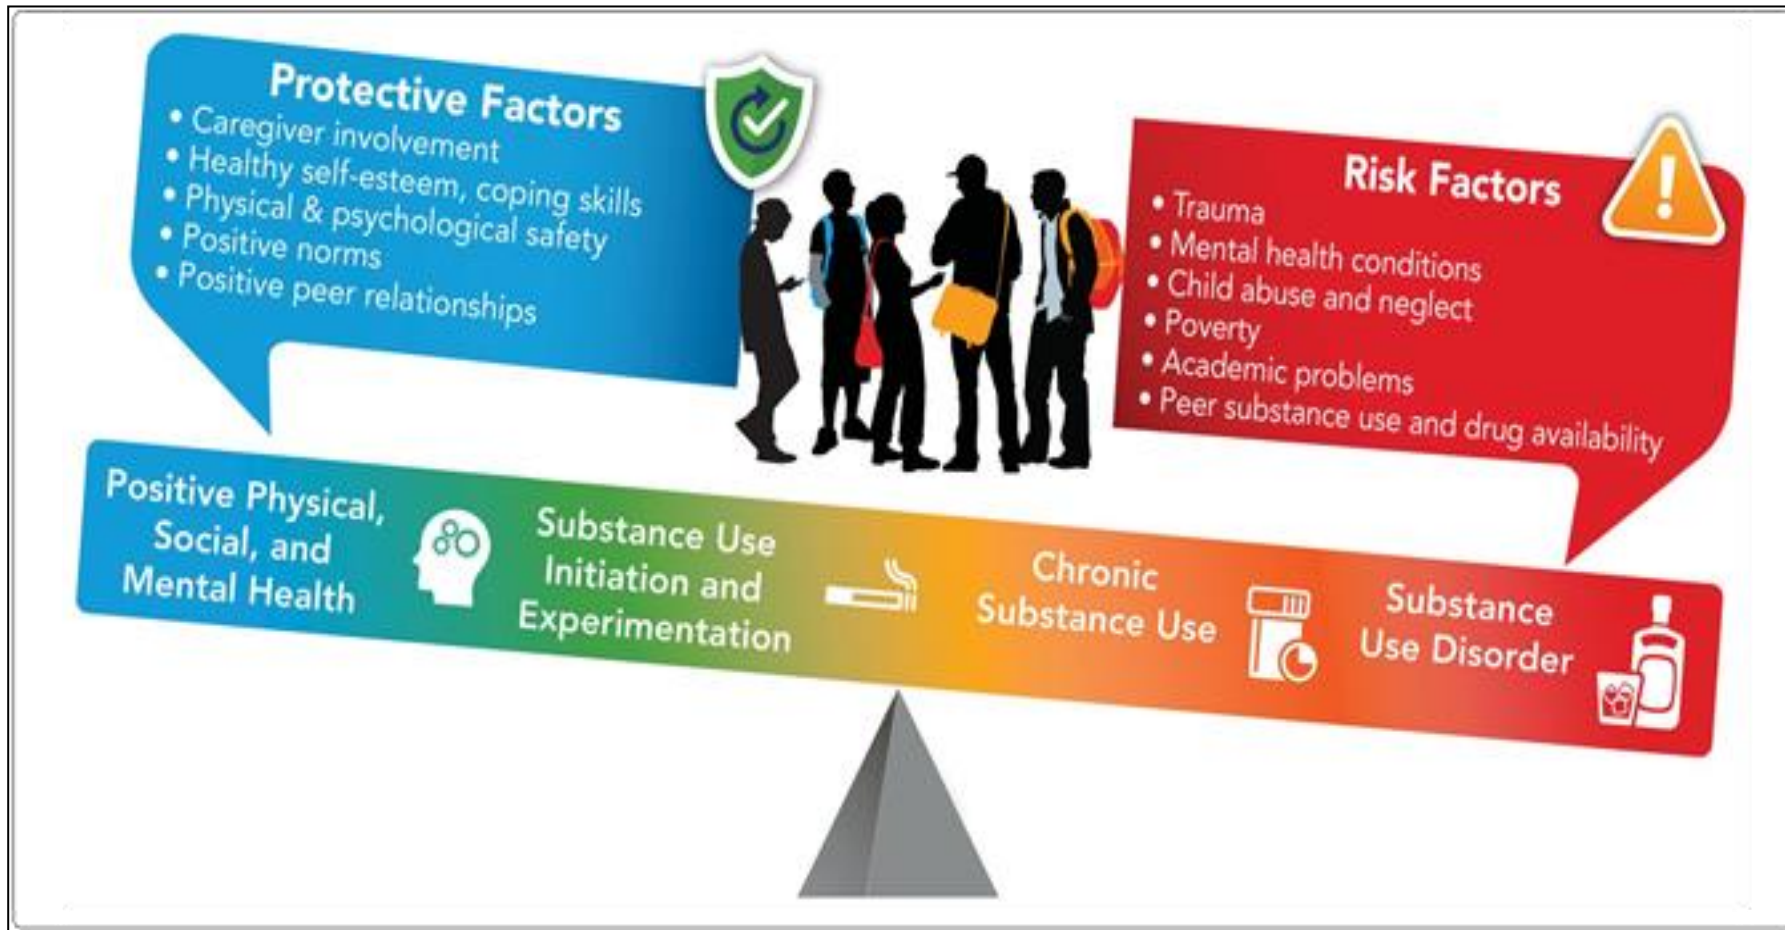 Protective Factors
• Caregiver involvement
• Healthy self-esteem, coping skills
• Physical & psychological safety
• Positive norms
• Positive peer relationships
Risk Factors
• Trauma
• Mental health conditions
• Child abuse and neglect
• Poverty
• Academic problems
• Peer substance use and drug availability
Positive Physical,
Social, and
Mental Health
Substance Use
Initiation and
Experimentation
Chronic
Substance Use
Substance
Use Disorder